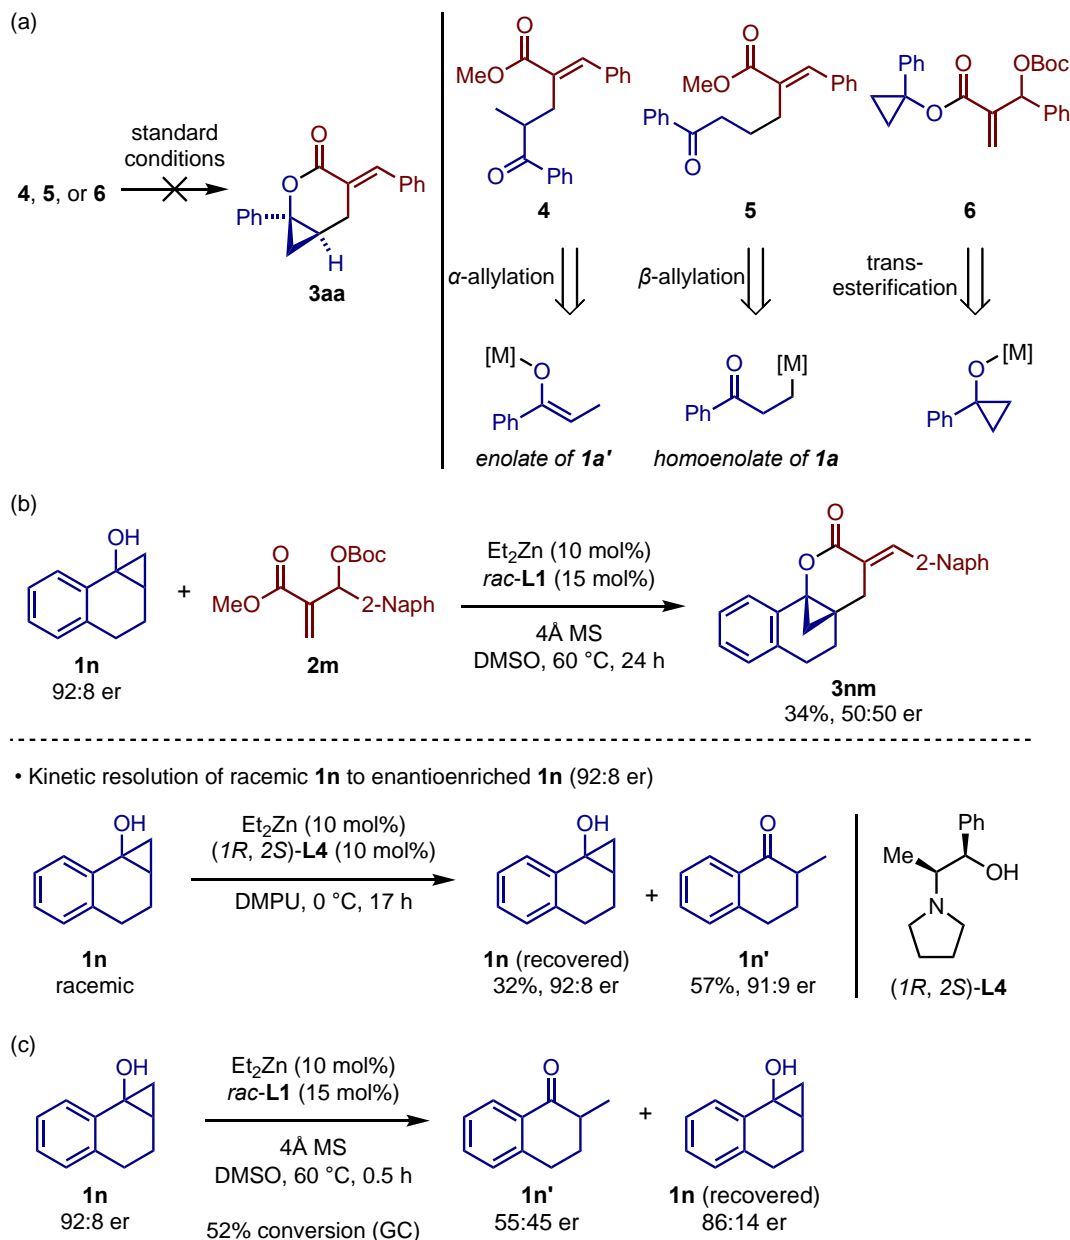 (a)
4, 5, or 6
standard
conditions
O
O
Ph
Ph
H
3aa
O
MeO
Ph
O
Ph
4
O
MeO
Ph
Ph
O
5
Ph
O
OBoc
O
Ph
6
α-allylation
β-allylation
trans-
esterification
[M]
O
Ph
enolate of 1a'
O
[M]
Ph
homoenolate of 1a
[M]
O
Ph
(b)
OH
1n
92:8 er
+
O
OBoc
MeO
2-Naph
2m
Et2Zn (10 mol%)
rac-L1 (15 mol%)
4Å MS
DMSO, 60 °C, 24 h
O
O
2-Naph
3nm
34%, 50:50 er
• Kinetic resolution of racemic 1n to enantioenriched 1n (92:8 er)
OH
1n
racemic
Et2Zn (10 mol%)
(1R, 2S)-L4 (10 mol%)
DMPU, 0 °C, 17 h
OH
1n (recovered)
32%, 92:8 er
+
O
1n'
57%, 91:9 er
Ph
Me
OH
N
(1R, 2S)-L4
(c)
OH
1n
92:8 er
Et2Zn (10 mol%)
rac-L1 (15 mol%)
4Å MS
DMSO, 60 °C, 0.5 h
52% conversion (GC)
O
1n'
55:45 er
+
OH
1n (recovered)
86:14 er